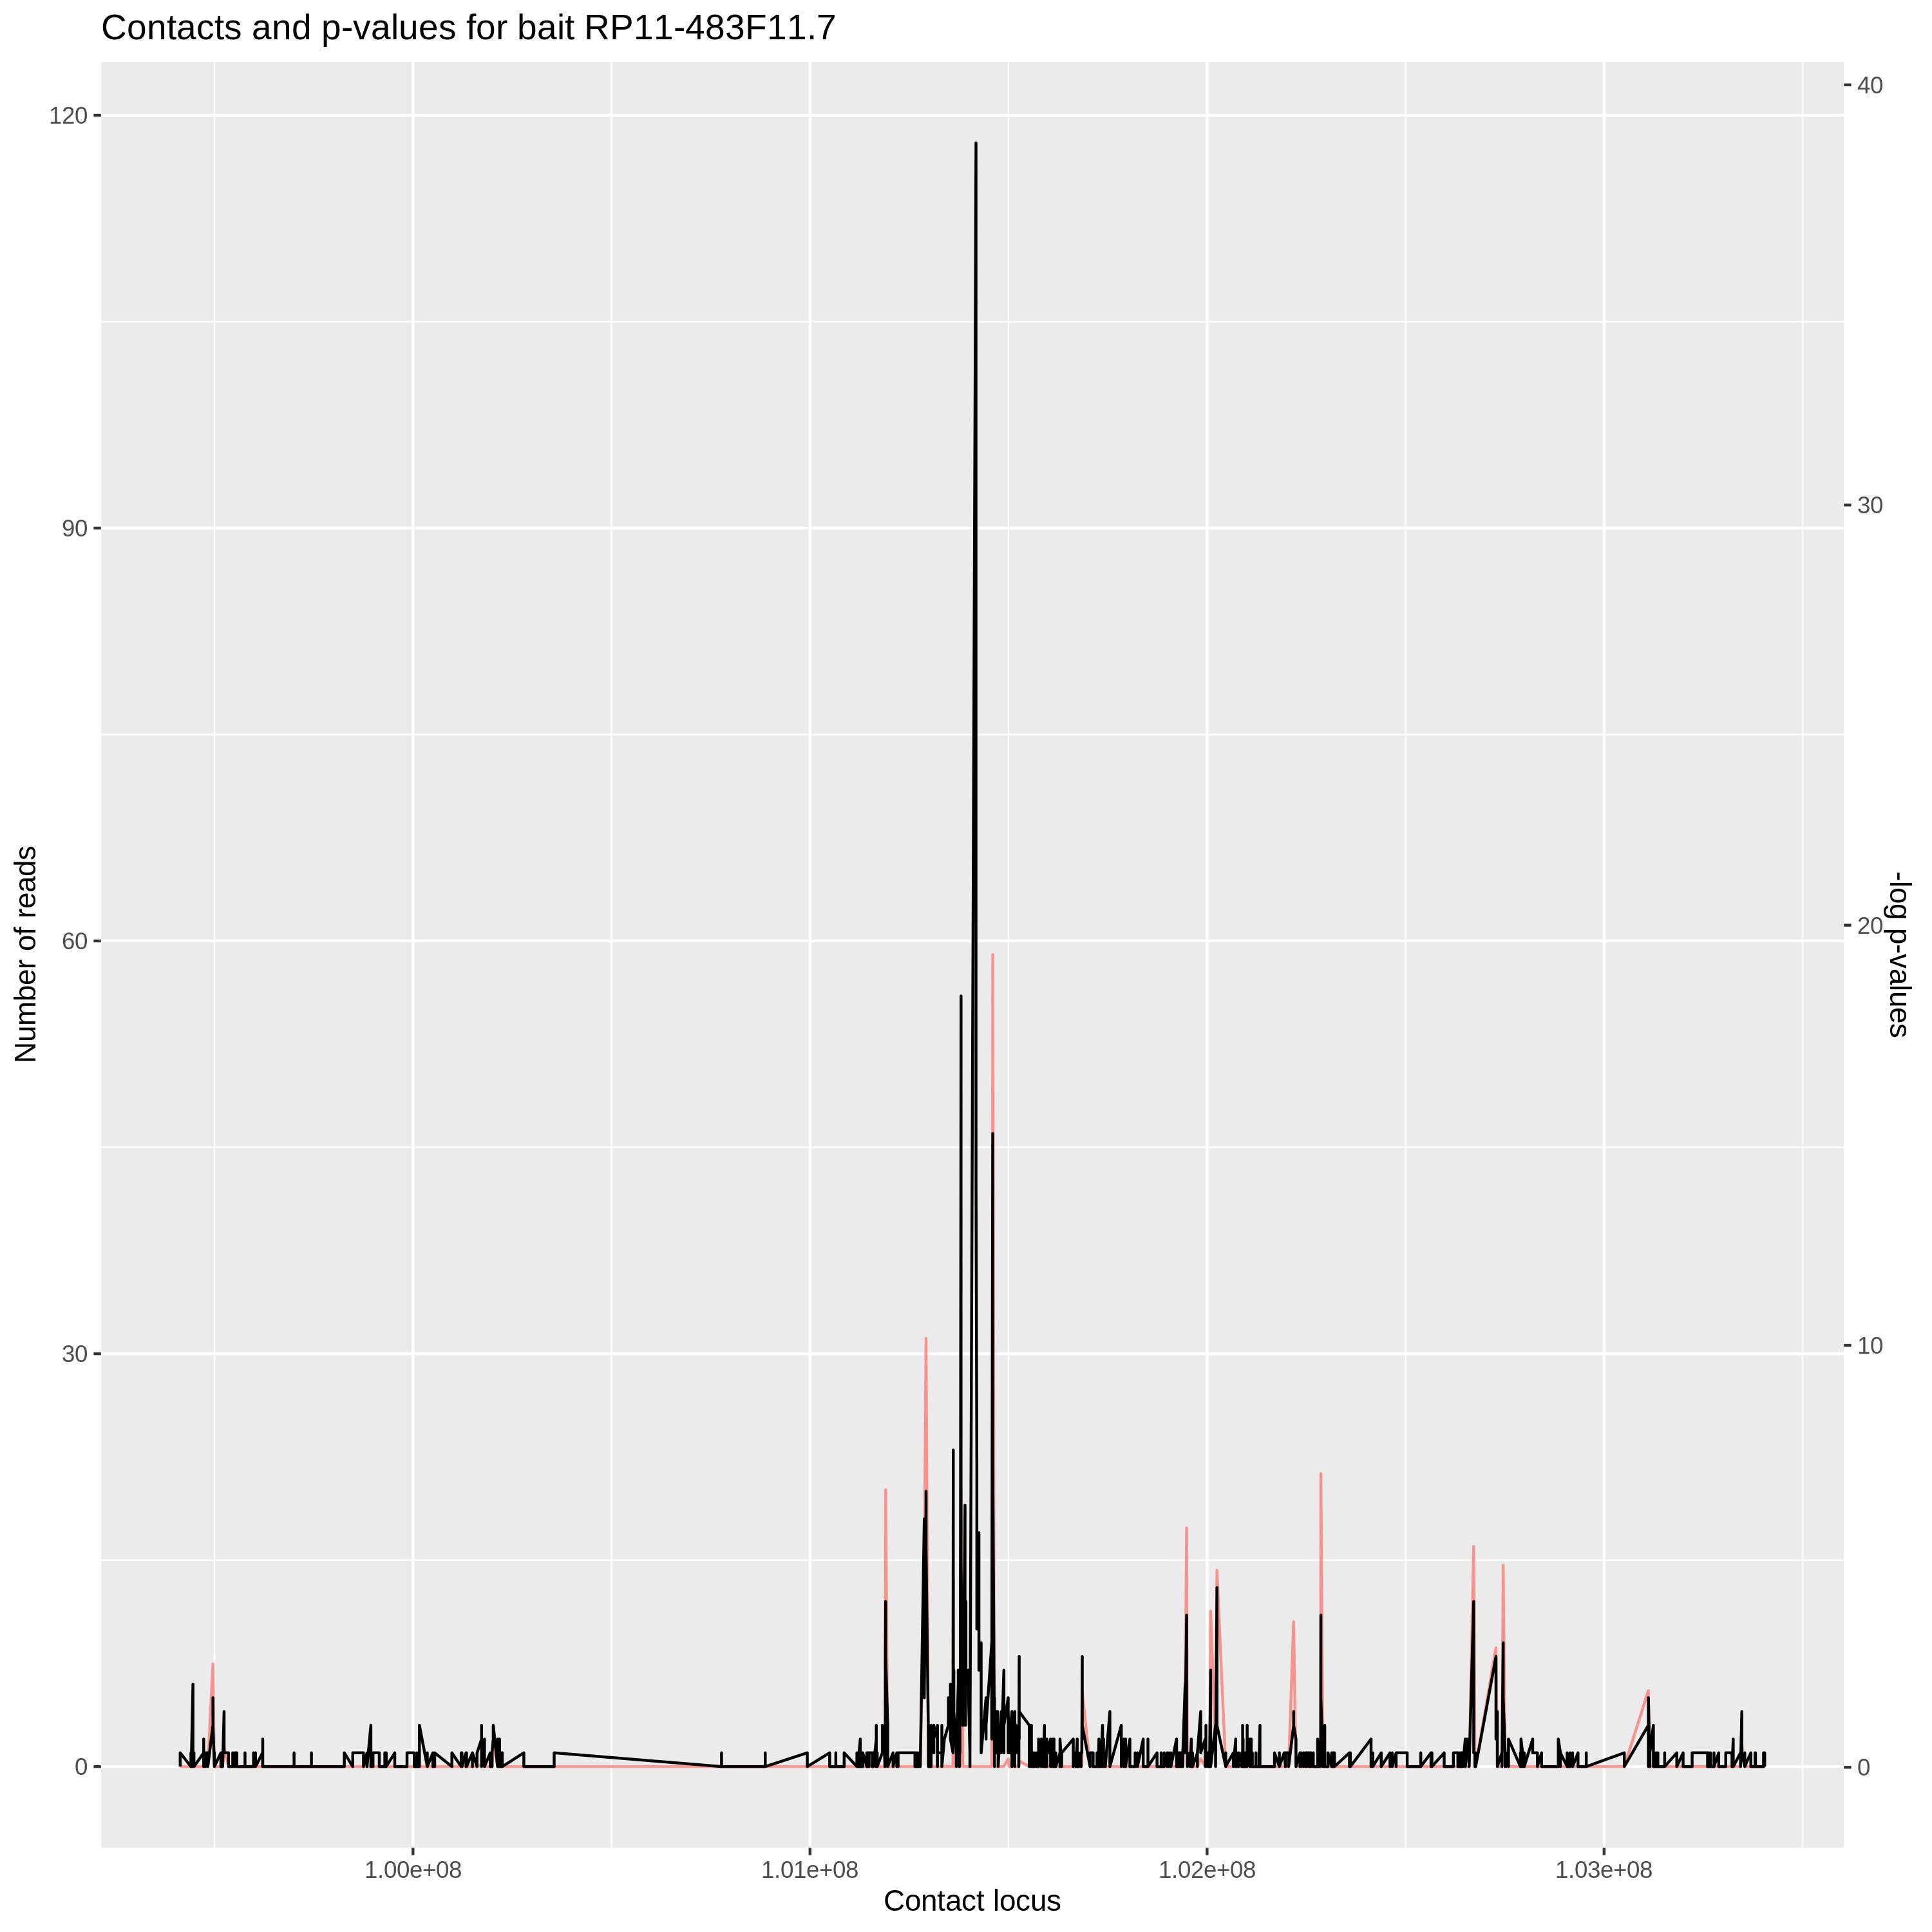 Contacts and p-values for bait RP11-483F11.7
120
90
60
30
0
Number of reads
40
30
20
10
0
-log p-values
1.00e+08
1.01e+08
1.02e+08
1.03e+08
Contact locus